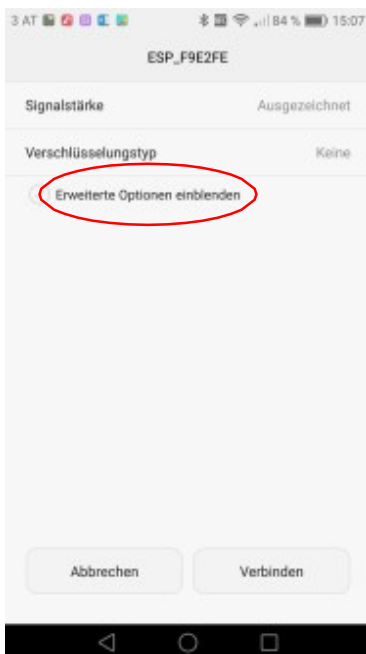 3 AT 84 % 15:07
ESP_F9E2FE
Signalstärke Ausgezeichnet
Verschlüsselungstyp Keine
Erweiterte Optionen einblenden
Abbrechen Verbinden